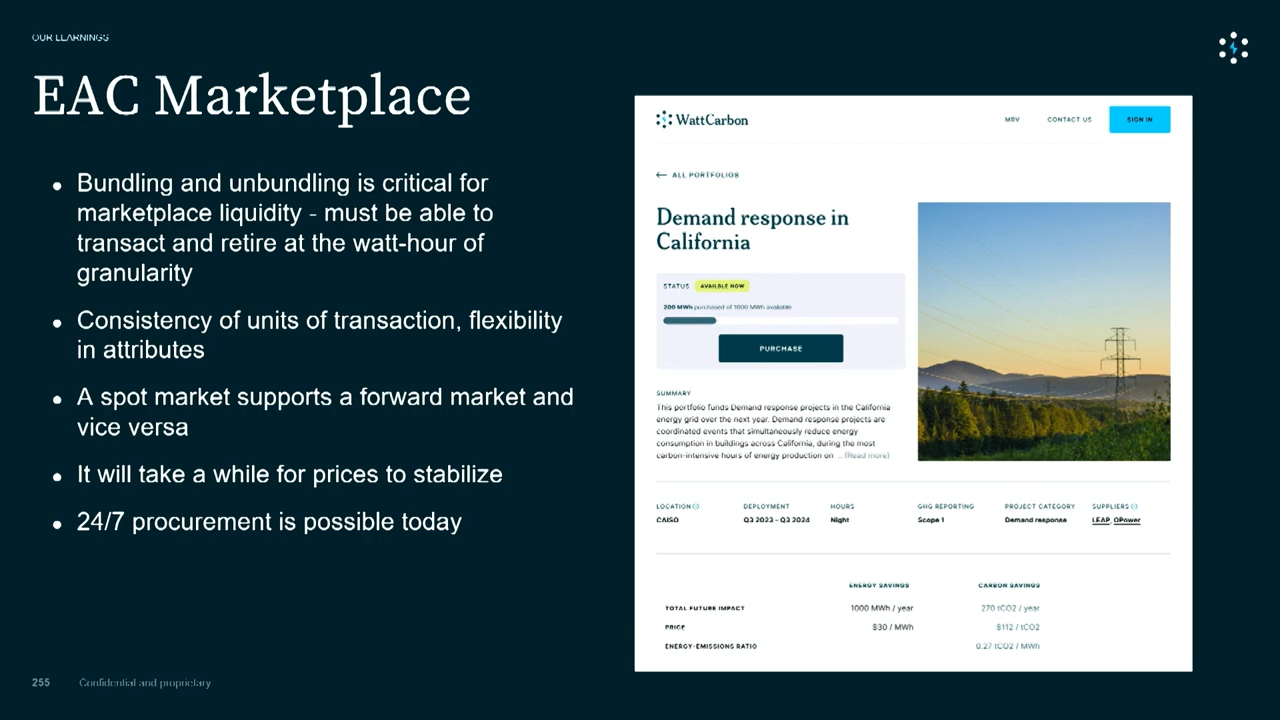 OUR LEARNINGS
EAC Marketplace
• Bundling and unbundling is critical for
marketplace liquidity - must be able to
transact and retire at the watt-hour of
granularity
• Consistency of units of transaction, flexibility
in attributes
• A spot market supports a forward market and
vice versa
• It will take a while for prices to stabilize
• 24/7 procurement is possible today
WattCarbon
MRV CONTACT US SIGN IN
← ALL PORTFOLIOS
Demand response in
California
STATUS AVAILBLE NOW
200 MWh purchased of 1600 MWh available
PURCHASE
SUMMARY
This portfolio funds Demand response projects in the California
energy grid over the next year. Demand response projects are
coordinated events that simultaneously reduce energy
consumption in buildings across California, during the most
carbon-intensive hours of energy production on ...(Read more)
LOCATION DEPLOYMENT HOURS GHG REPORTING PROJECT CATEGORY SUPPLIERS
CAISO Q3 2023 - Q3 2024 Night Scope 1 Demand response LEAP, OPower
ENERGY SAVINGS CARBON SAVINGS
TOTAL FUTURE IMPACT 1000 MWh / year 270 tCO2 / year
PRICE $30 / MWh $112 / tCO2
ENERGY-EMISSIONS RATIO 0.27 tCO2 / MWh
255 Confidential and proprietary